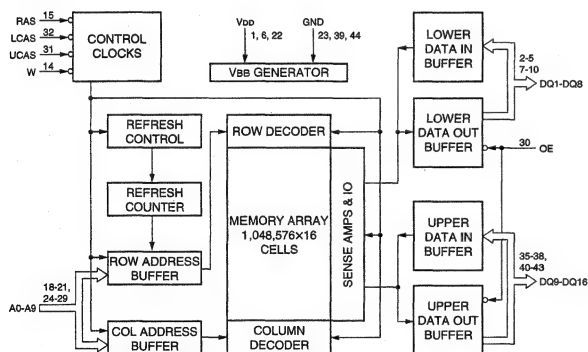 RAS 15
LCAS 32
UCAS 31
W 14
CONTROL
CLOCKS
VDD
1, 6, 22
GND
23, 39, 44
VBB GENERATOR
LOWER
DATA IN
BUFFER
2-5
7-10
DQ1-DQ8
LOWER
DATA OUT
BUFFER
30
OE
REFRESH
CONTROL
REFRESH
COUNTER
ROW ADDRESS
BUFFER
18-21,
24-29
A0-A9
COL ADDRESS
BUFFER
ROW DECODER
MEMORY ARRAY
1,048,576×16
CELLS
SENSE AMPS & IO
COLUMN
DECODER
UPPER
DATA IN
BUFFER
35-38,
40-43
DQ9-DQ16
UPPER
DATA OUT
BUFFER